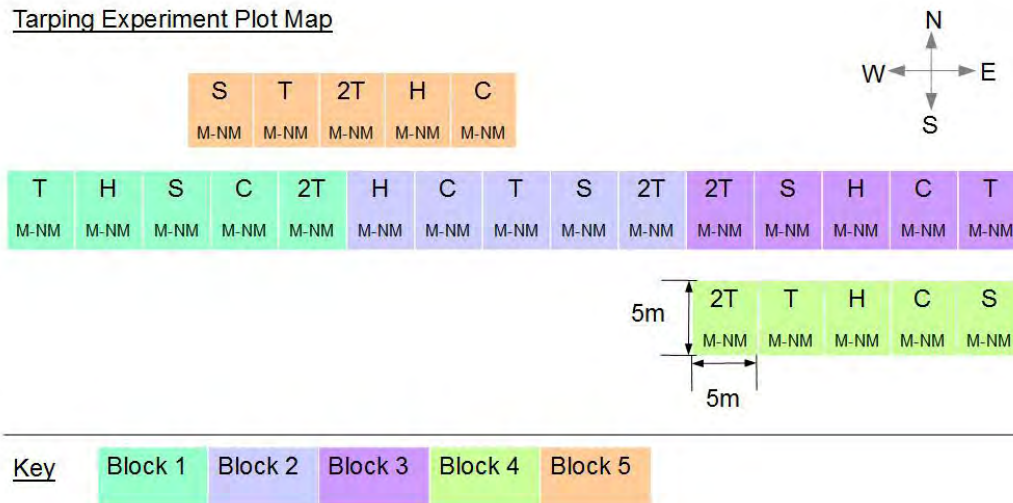 Tarping Experiment Plot Map
N
W E
S
S T 2T H C
M-NM M-NM M-NM M-NM M-NM
T H S C 2T H C T S 2T 2T S H C T
M-NM M-NM M-NM M-NM M-NM M-NM M-NM M-NM M-NM M-NM M-NM M-NM M-NM M-NM M-NM
2T T H C S
5m
M-NM M-NM M-NM M-NM M-NM
5m
Key Block 1 Block 2 Block 3 Block 4 Block 5